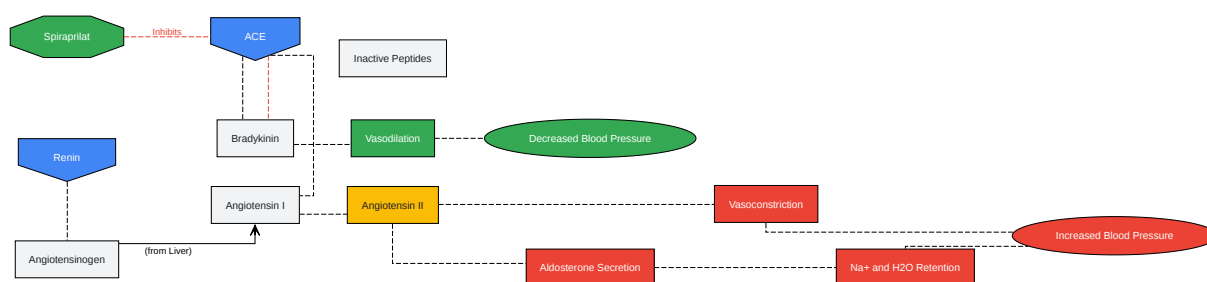 Spiraprilat
Inhibits
ACE
Inactive Peptides
Bradykinin
Vasodilation
Decreased Blood Pressure
Renin
Angiotensin I
Angiotensin II
Vasoconstriction
Angiotensinogen
(from Liver)
Increased Blood Pressure
Aldosterone Secretion
Na+ and H2O Retention